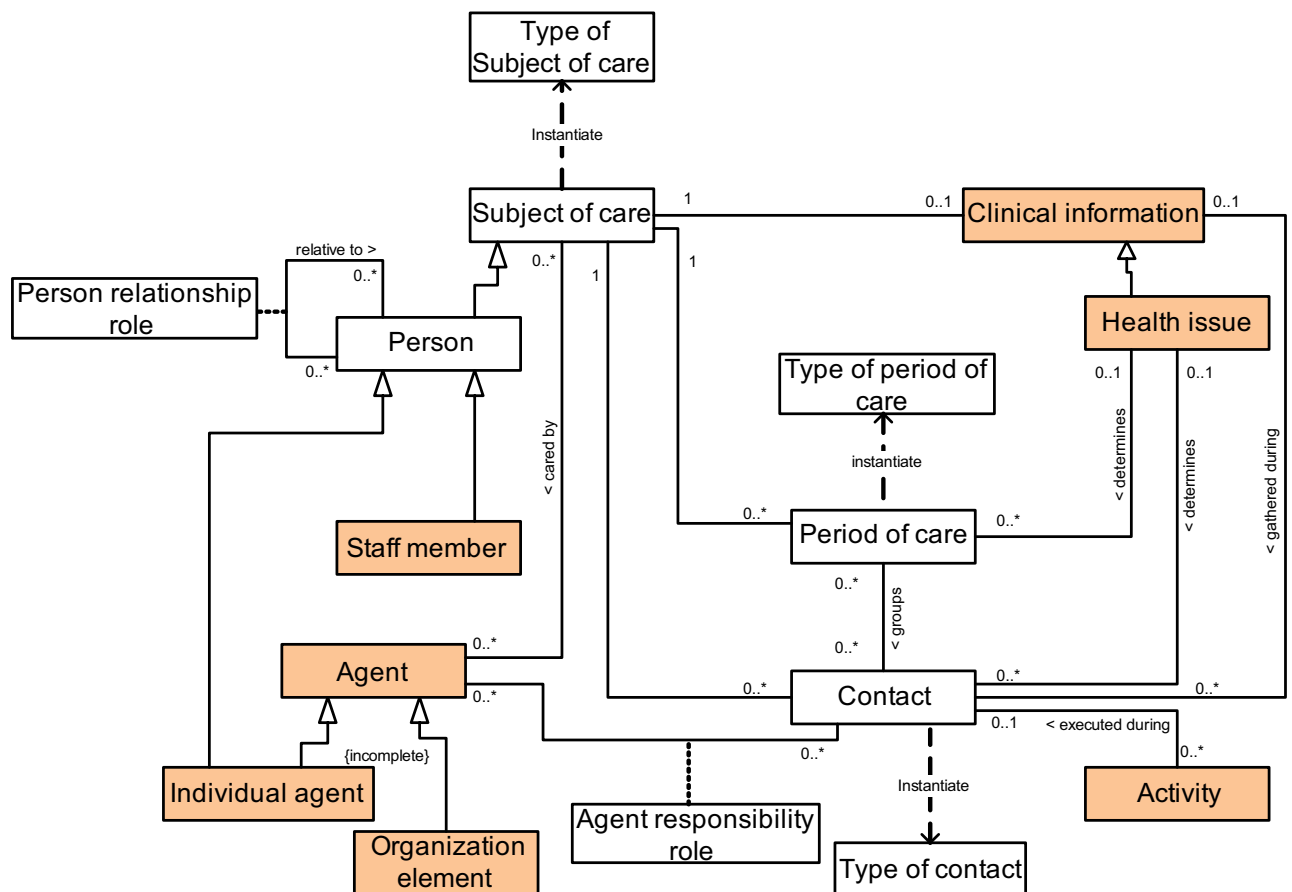 Type of
Subject of care
Instantiate
Subject of care
1
0..1
Clinical information
0..1
relative to >
0..*
0..*
1
1
Person relationship
role
Person
0..*
Health issue
0..1
0..1
Type of period of
care
instantiate
< cared by
< determines
< determines
< gathered during
Staff member
0..*
Period of care
0..*
0..*
< groups
0..*
Agent
0..*
0..*
0..*
Contact
0..*
0..*
0..*
0..1
< executed during
0..*
{incomplete}
Individual agent
Instantiate
Activity
Organization
element
Agent responsibility
role
Type of contact